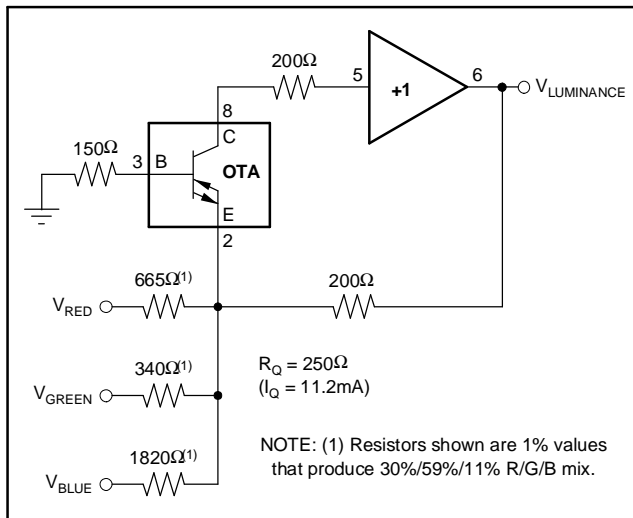 200Ω
5
+1
6
V_LUMINANCE
8
C
150Ω
3
B
OTA
E
2
665Ω(1)
200Ω
V_RED
R_Q = 250Ω
(I_Q = 11.2mA)
340Ω(1)
V_GREEN
NOTE: (1) Resistors shown are 1% values
that produce 30%/59%/11% R/G/B mix.
1820Ω(1)
V_BLUE